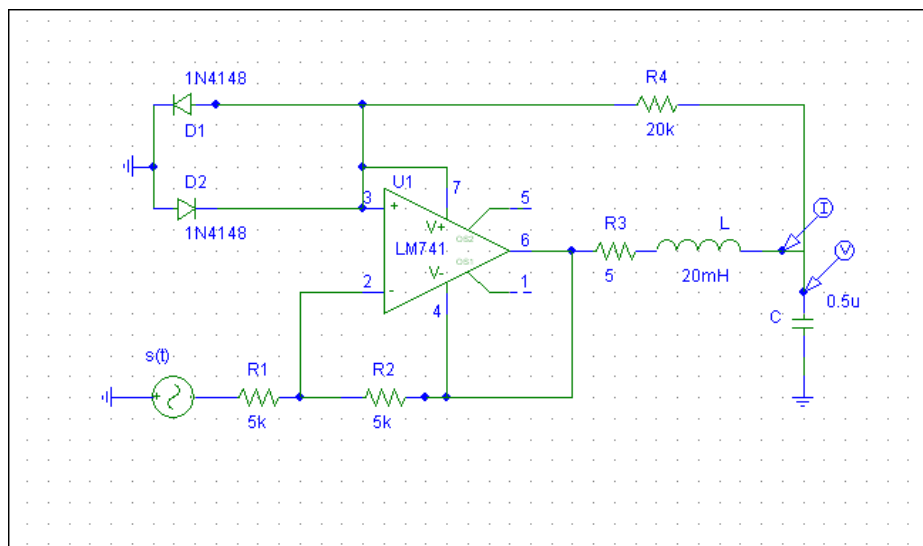 1N4148
D1
R4
20k
D2
1N4148
U1
3
+
7
V+
LM741
V-
OS2
OS1
5
6
1
2
-
4
R3
5
L
20mH
I
V
0.5u
C
s(t)
+
R1
5k
R2
5k